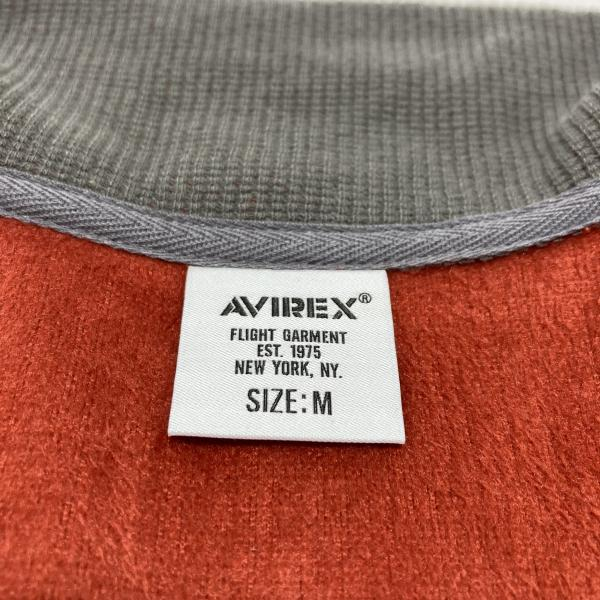 AVIREX®
FLIGHT GARMENT
EST. 1975
NEW YORK, NY.
SIZE: M